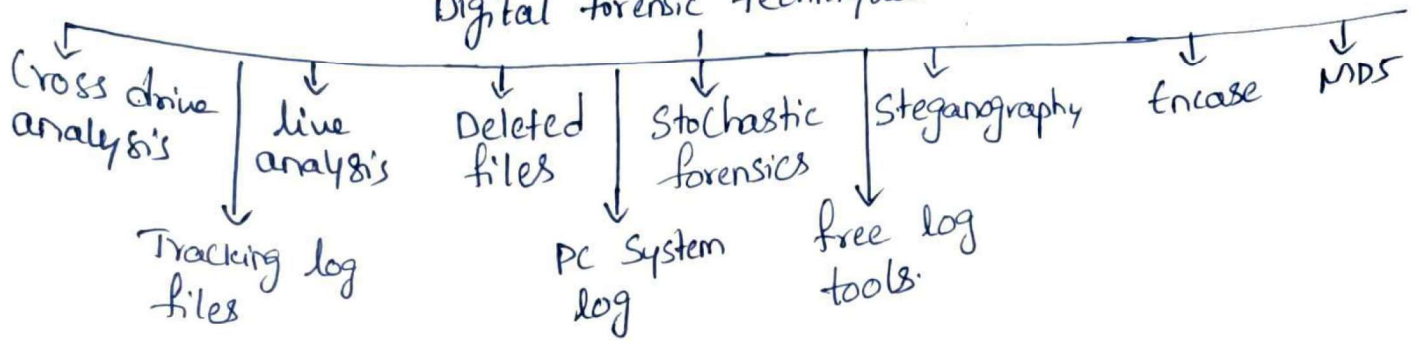 Digital forensic
Cross drive
analysis
live
analysis
Deleted
files
Stochastic
forensics
Steganography
Encase
MD5
Tracking log
files
PC System
log
free log
tools.